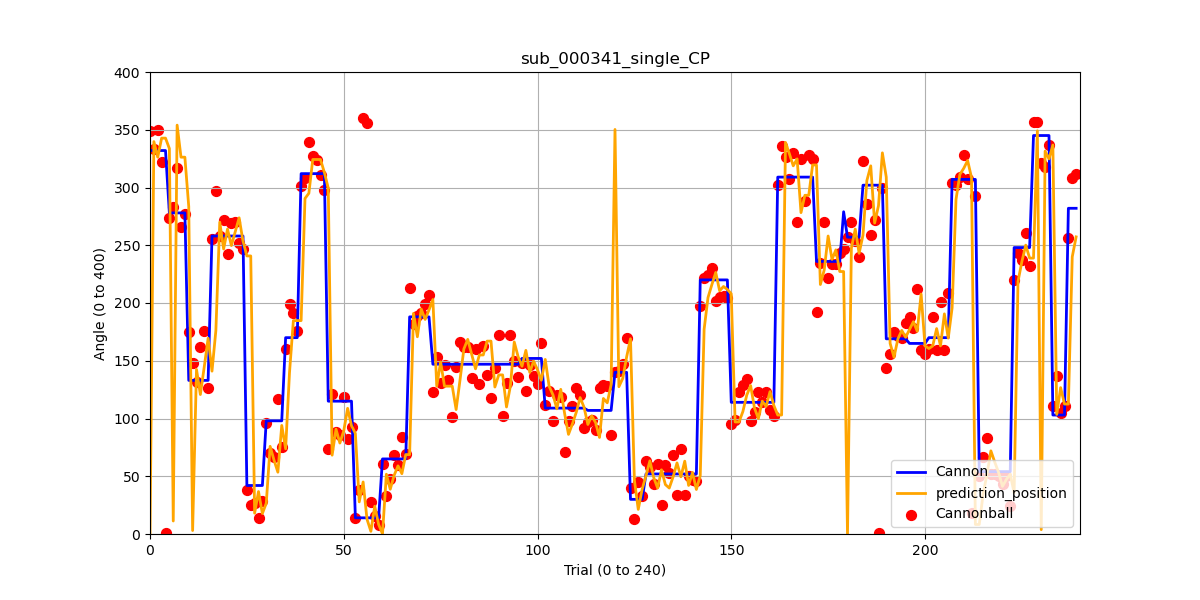 sub_000341_single_CP
Angle (0 to 400)
400
350
300
250
200
150
100
50
0
0
50
100
150
200
Trial (0 to 240)
Cannon
prediction_position
Cannonball